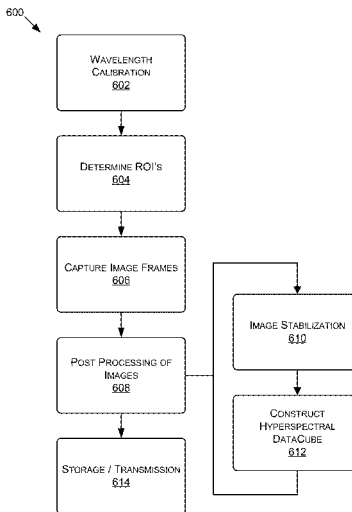 600
WAVELENGTH
CALIBRATION
602
DETERMINE ROI'S
604
CAPTURE IMAGE FRAMES
606
POST PROCESSING OF
IMAGES
608
STORAGE / TRANSMISSION
614
IMAGE STABILIZATION
610
CONSTRUCT
HYPERSPECTRAL
DATACUBE
612